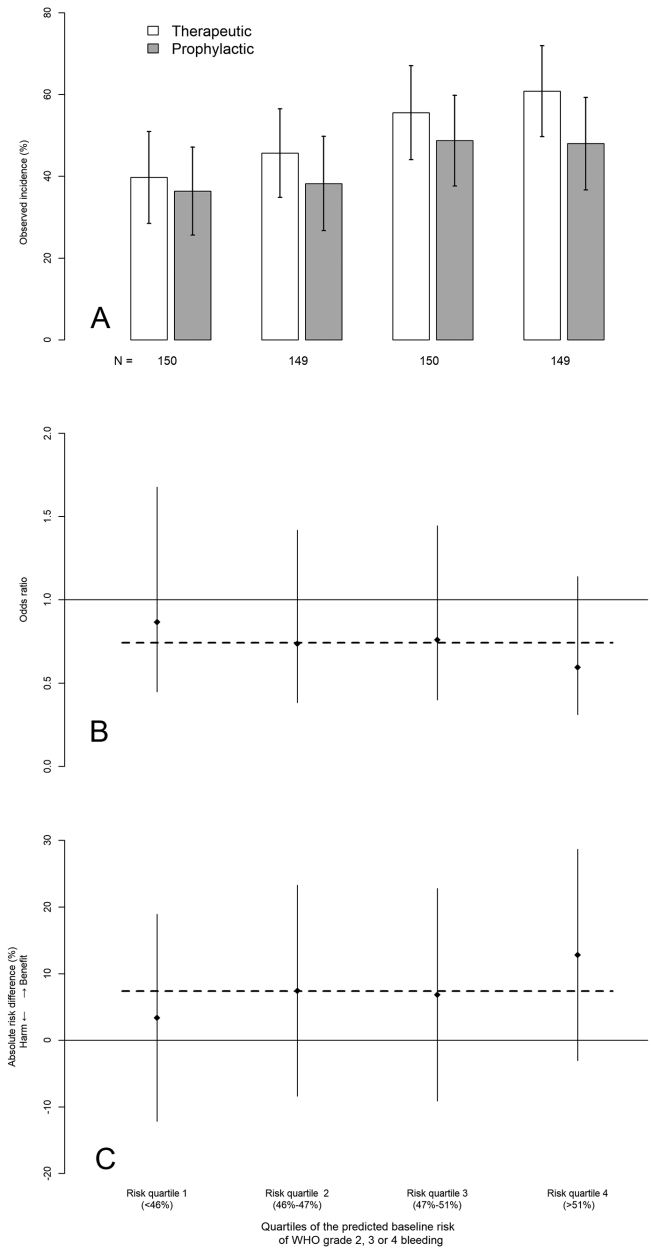 Therapeutic
Prophylactic
Observed incidence (%)
80
60
40
20
0
A
N = 150 149 150 149
Odds ratio
2.0
1.5
1.0
0.5
0.0
B
Absolute risk difference (%)
Harm ← → Benefit
30
20
10
0
-10
-20
C
Risk quartile 1 Risk quartile 2 Risk quartile 3 Risk quartile 4
(<46%) (46%-47%) (47%-51%) (>51%)
Quartiles of the predicted baseline risk
of WHO grade 2, 3 or 4 bleeding